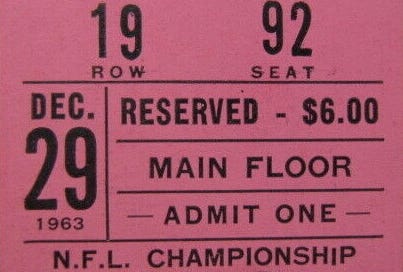 19 92
ROW SEAT
DEC. RESERVED - $6.00
29 MAIN FLOOR
1963 — ADMIT ONE —
N.F.L. CHAMPIONSHIP